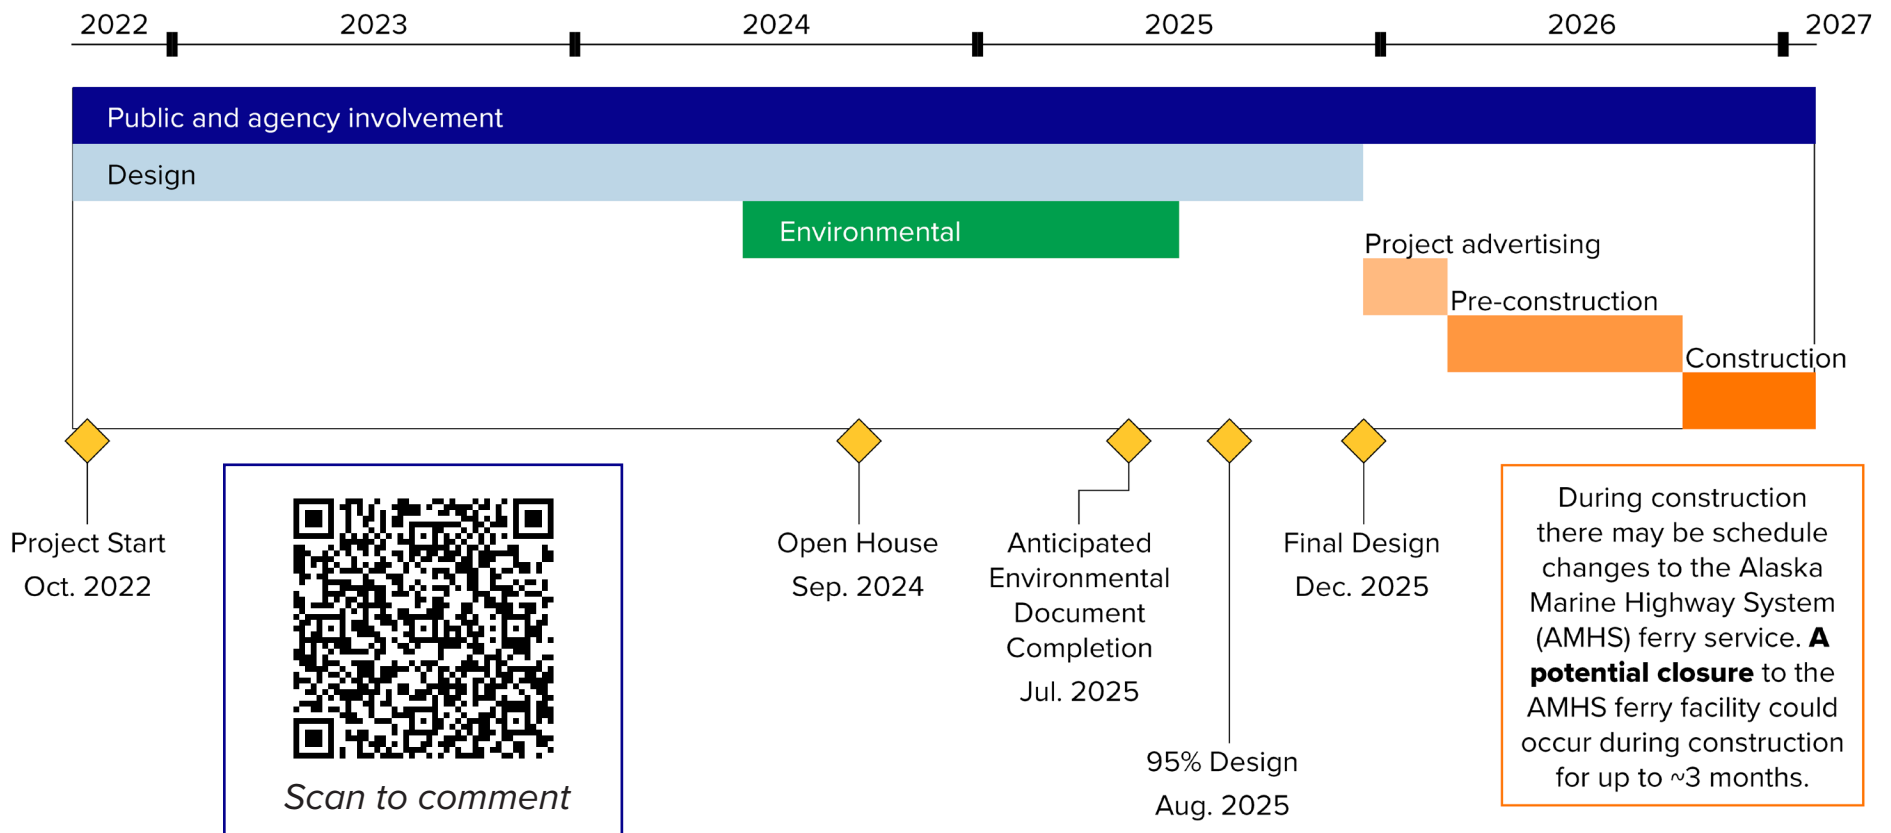 2022
2023
2024
2025
2026
2027
Public and agency involvement
Design
Environmental
Project advertising
Pre-construction
Construction
Project Start
Oct. 2022
Scan to comment
Open House
Sep. 2024
Anticipated
Environmental
Document
Completion
Jul. 2025
95% Design
Aug. 2025
Final Design
Dec. 2025
During construction
there may be schedule
changes to the Alaska
Marine Highway System
(AMHS) ferry service. A
potential closure to the
AMHS ferry facility could
occur during construction
for up to ~3 months.